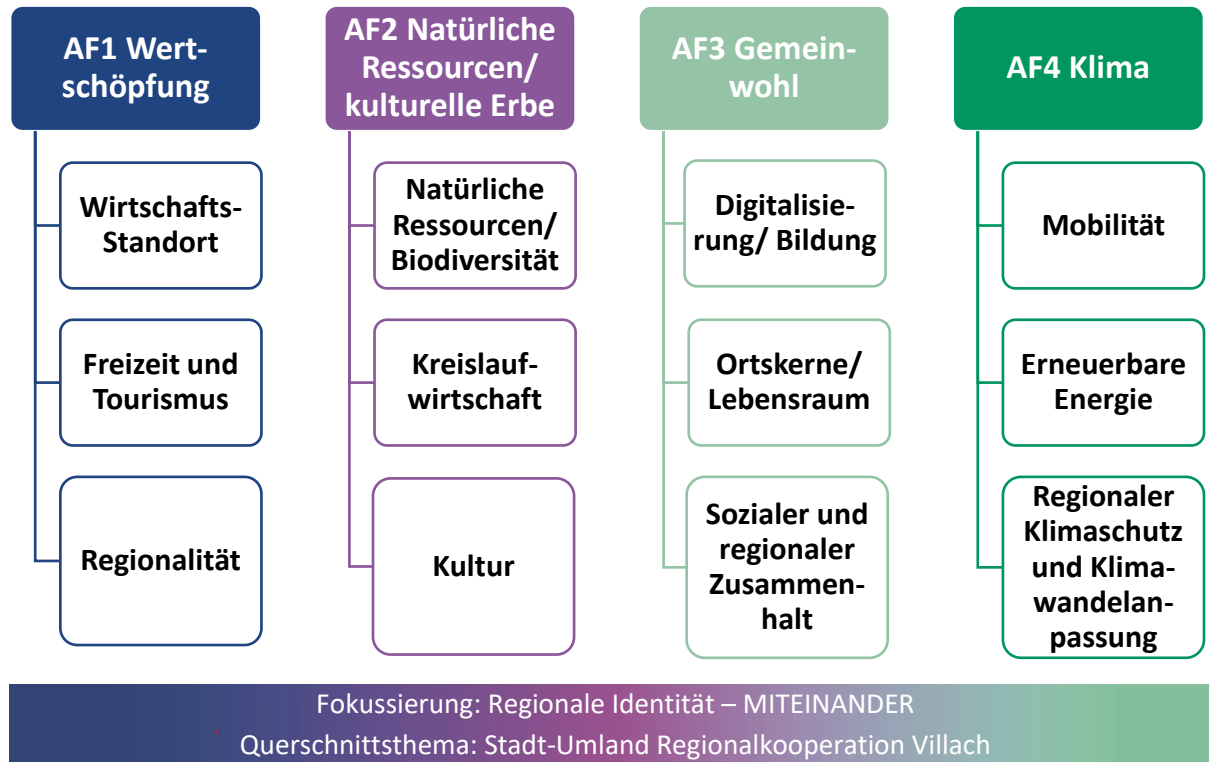 AF1 Wert-
schöpfung
Wirtschafts-
Standort
Freizeit und
Tourismus
Regionalität
AF2 Natürliche
Ressourcen/
kulturelle Erbe
Natürliche
Ressourcen/
Biodiversität
Kreislauf-
wirtschaft
Kultur
AF3 Gemein-
wohl
Digitalisie-
rung/ Bildung
Ortskerne/
Lebensraum
Sozialer und
regionaler
Zusammen-
halt
AF4 Klima
Mobilität
Erneuerbare
Energie
Regionaler
Klimaschutz
und Klima-
wandelan-
passung
Fokussierung: Regionale Identität – MITEINANDER
Querschnittsthema: Stadt-Umland Regionalkooperation Villach